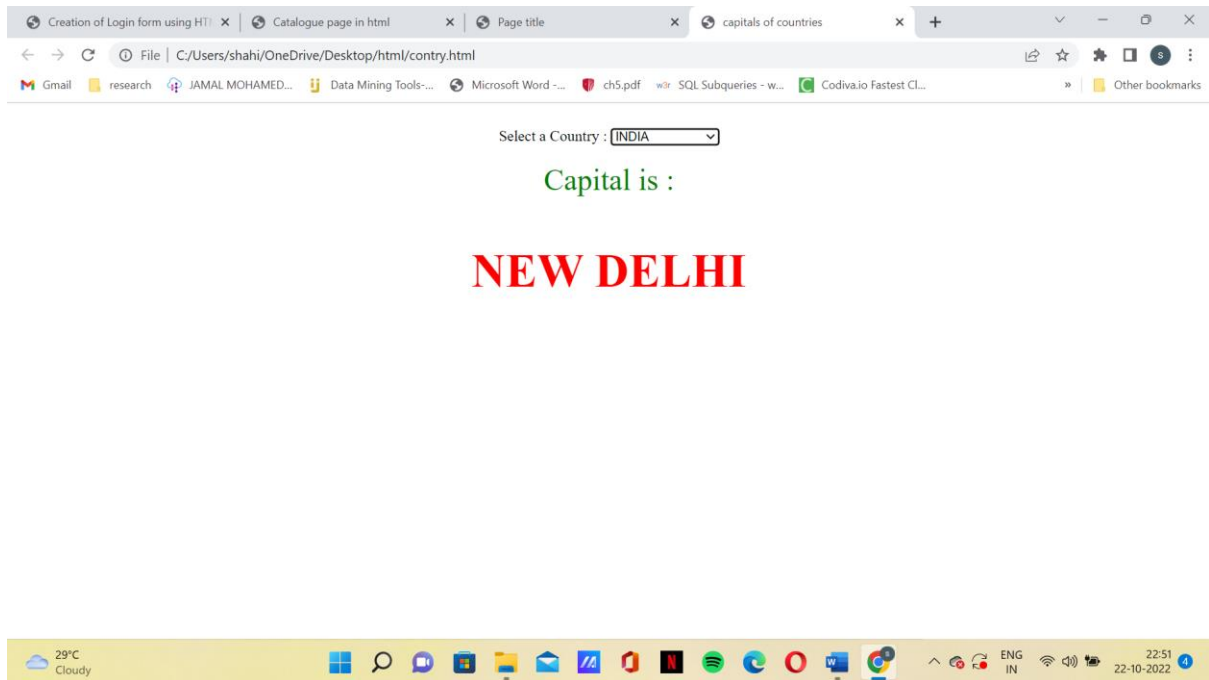 Creation of Login form using HT
Catalogue page in html
Page title
capitals of countries
File | C:/Users/shahi/OneDrive/Desktop/html/contry.html
S
Gmail
research
JAMAL MOHAMED...
Data Mining Tools-...
Microsoft Word -...
ch5.pdf
w3r
SQL Subqueries - w...
Codiva.io Fastest Cl...
»
Other bookmarks
Select a Country : INDIA
Capital is :
NEW DELHI
29°C
Cloudy
ENG
IN
22:51
22-10-2022
4